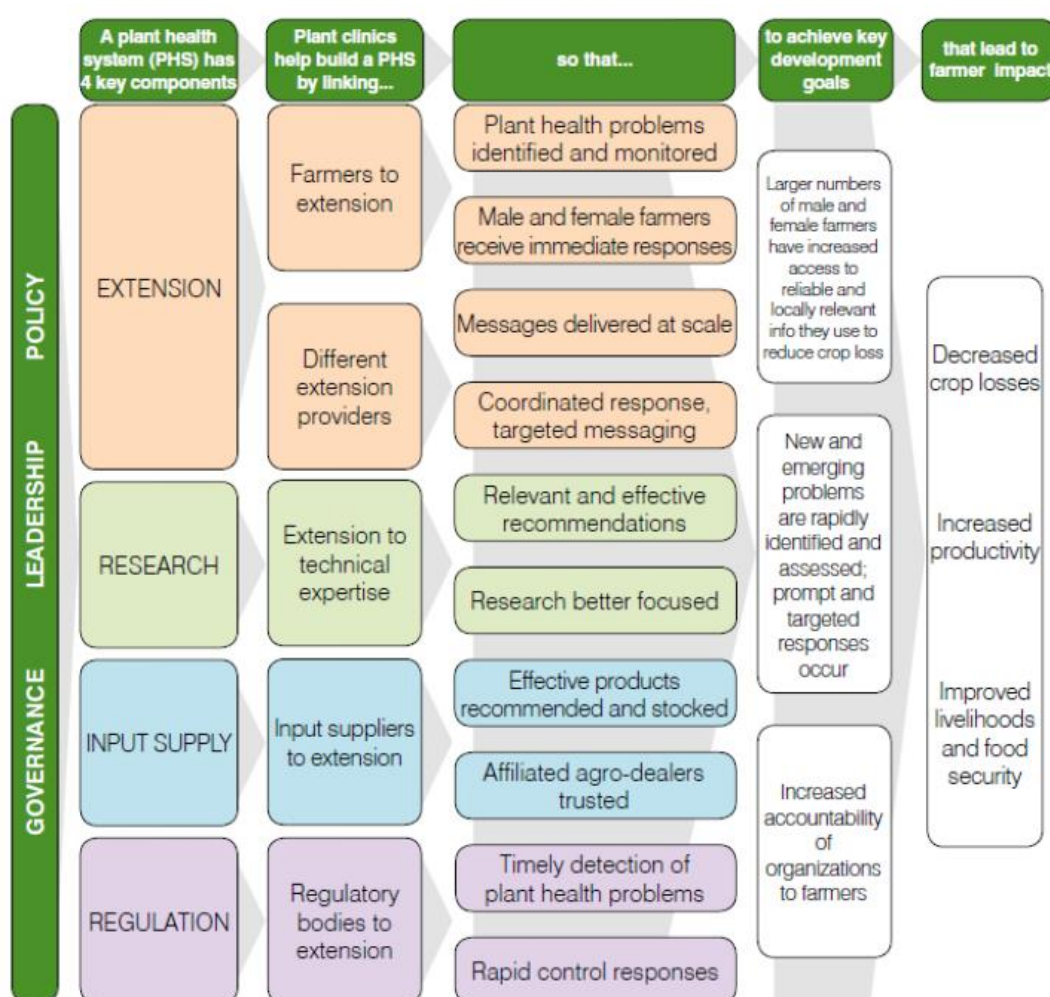 A plant health
system (PHS) has
4 key components
Plant clinics
help build a PHS
by linking...
so that...
to achieve key
development
goals
that lead to
farmer impact
POLICY
LEADERSHIP
GOVERNANCE
EXTENSION
Farmers to
extension
Different
extension
providers
Plant health problems
identified and monitored
Male and female farmers
receive immediate responses
Messages delivered at scale
Coordinated response,
targeted messaging
RESEARCH
Extension to
technical
expertise
Relevant and effective
recommendations
Research better focused
INPUT SUPPLY
Input suppliers
to extension
Effective products
recommended and stocked
Affiliated agro-dealers
trusted
REGULATION
Regulatory
bodies to
extension
Timely detection of
plant health problems
Rapid control responses
Larger numbers
of male and
female farmers
have increased
access to
reliable and
locally relevant
info they use to
reduce crop loss
New and
emerging
problems
are rapidly
identified and
assessed;
prompt and
targeted
responses
occur
Increased
accountability
of
organizations
to farmers
Decreased
crop losses
Increased
productivity
Improved
livelihoods
and food
security